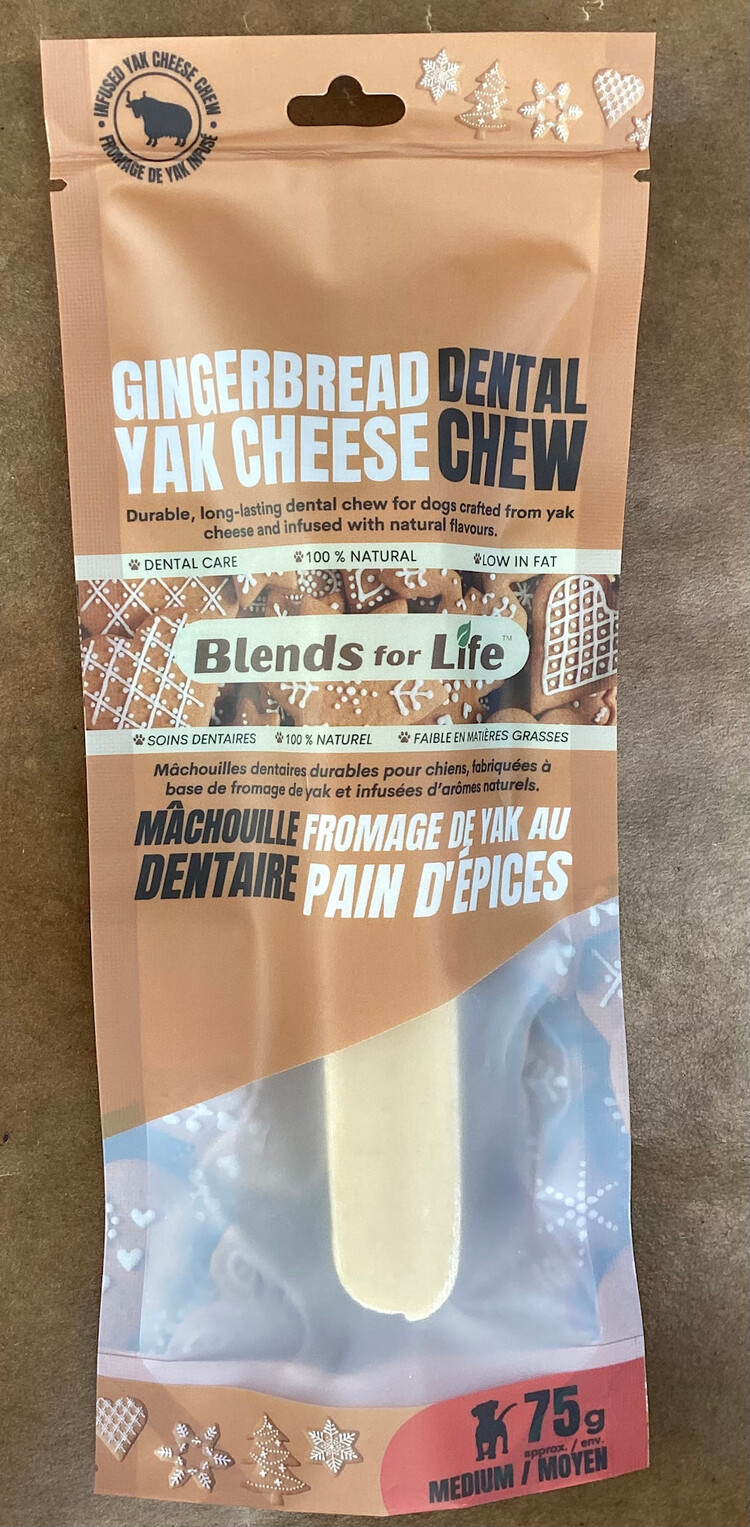 • INFUSED YAK CHEESE CHEW •
FROMAGE DE YAK INFUSÉ
GINGERBREAD DENTAL
YAK CHEESE CHEW
Durable, long-lasting dental chew for dogs crafted from yak
cheese and infused with natural flavours.
DENTAL CARE 100 % NATURAL LOW IN FAT
Blends for Life™
SOINS DENTAIRES 100 % NATUREL FAIBLE EN MATIÈRES GRASSES
Mâchouilles dentaires durables pour chiens, fabriquées à
base de fromage de yak et infusées d'arômes naturels.
MÂCHOUILLE FROMAGE DE YAK AU
DENTAIRE PAIN D'ÉPICES
75g
approx. / env.
MEDIUM / MOYEN